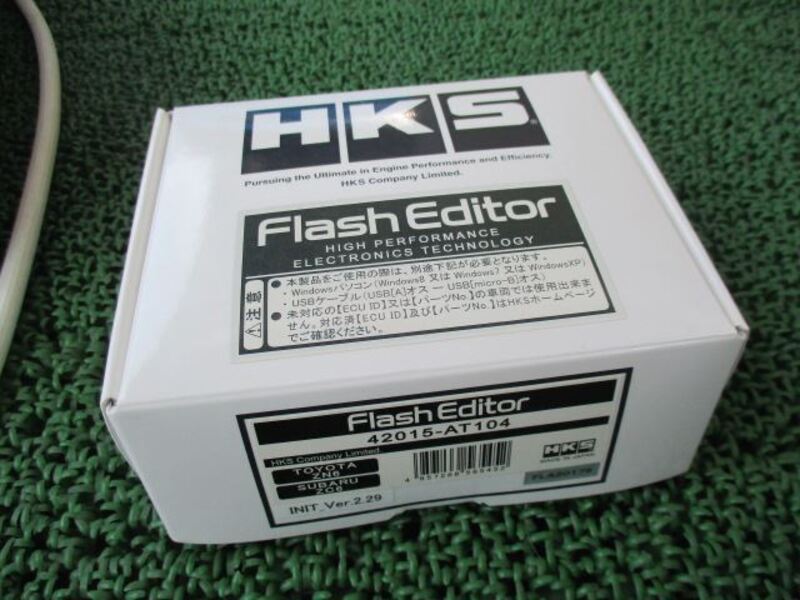 HKS
Pursuing the Ultimate in Engine Performance and Efficiency.
HKS Company Limited.
Flash Editor
HIGH PERFORMANCE
ELECTRONICS TECHNOLOGY
注意
● 本製品をご使用の際は、別途下記が必要となります。
・Windowsパソコン(Windows8 又は Windows7 又は WindowsXP)
・USBケーブル(USB[A]オス ー USB[micro-B]オス)
● 未対応の【ECU ID】又は【パーツNo.】の車両では使用出来ま
せん。対応済【ECU ID】及び【パーツNo.】はHKSホームページ
でご確認ください。
Flash Editor
42015-AT104
HKS Company Limited
TOYOTA
ZN6
SUBARU
ZC6
INIT_Ver.2.29
HKS
MADE IN JAPAN